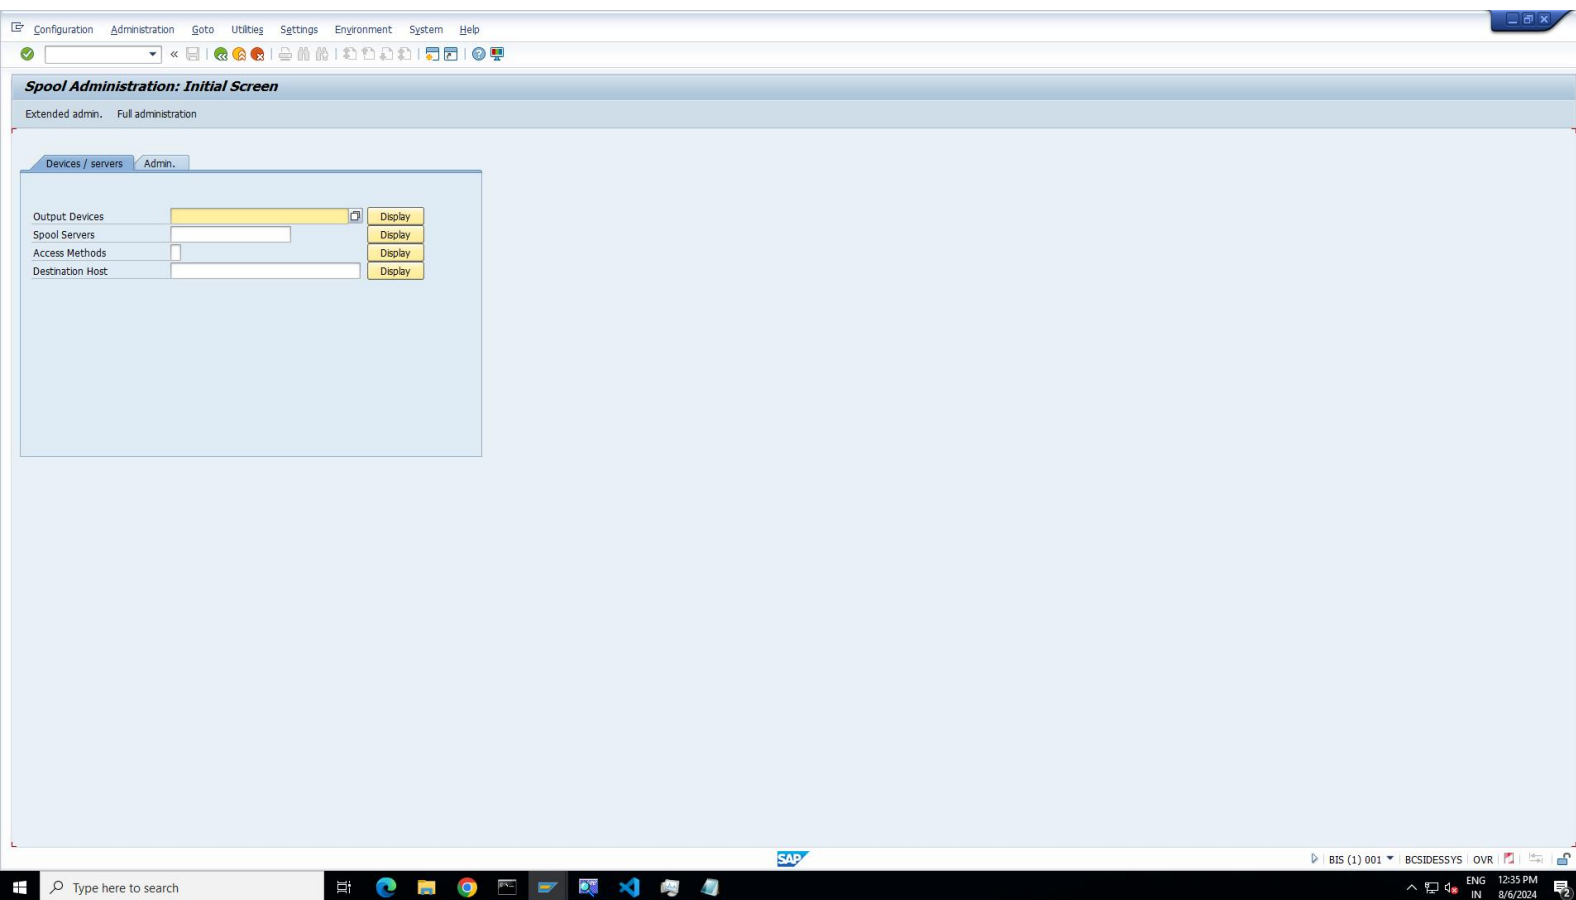 Configuration Administration Goto Utilities Settings Environment System Help
Spool Administration: Initial Screen
Extended admin. Full administration
Devices / servers Admin.
Output Devices Display
Spool Servers Display
Access Methods Display
Destination Host Display
SAP
BIS (1) 001 BCSIDESSYS OVR
Type here to search
ENG 12:35 PM
IN 8/6/2024
2